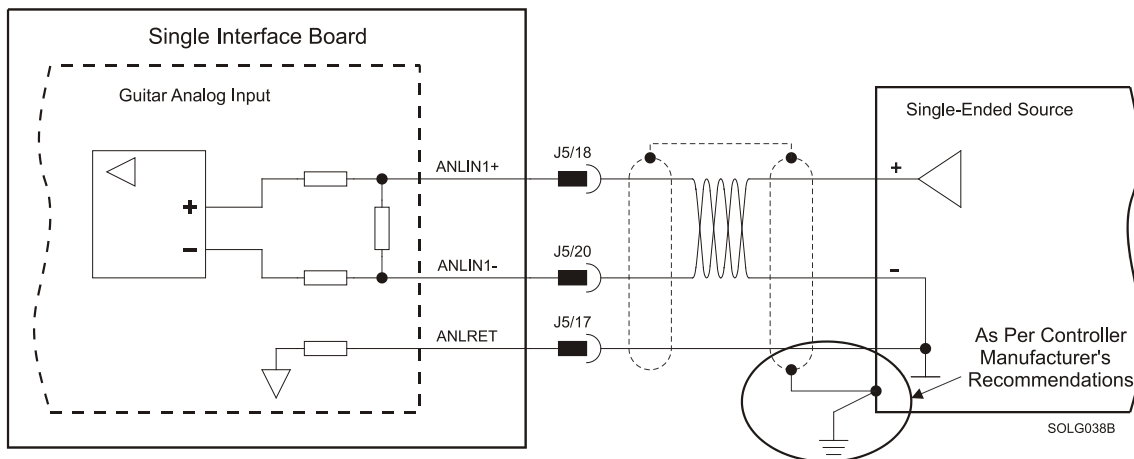 Single Interface Board
Guitar Analog Input
Single-Ended Source
ANLIN1+
J5/18
+
+
-
ANLIN1-
J5/20
-
ANLRET
J5/17
As Per Controller
Manufacturer's
Recommendations
SOLG038B